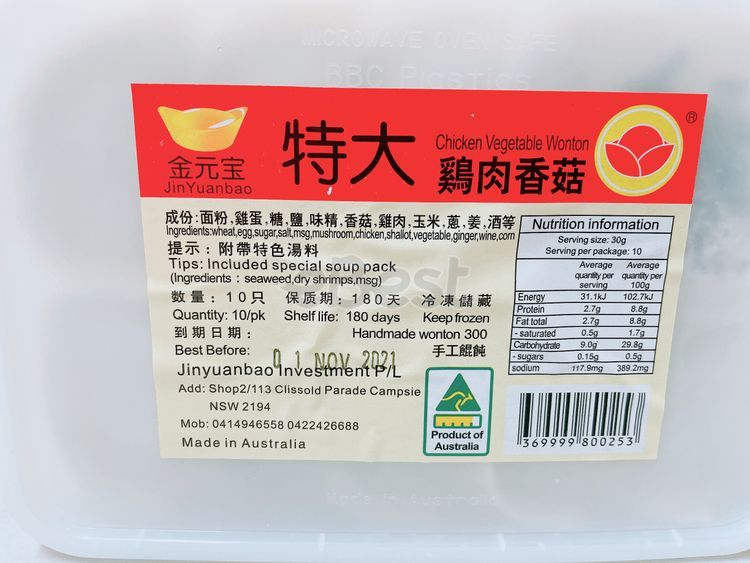 MICROWAVE OVEN SAFE
BBC Plastics
金元宝
JinYuanbao
特大
Chicken Vegetable Wonton
鷄肉香菇
®
成份:面粉,雞蛋,糖,鹽,味精,香菇,雞肉,玉米,蔥,姜,酒等
Ingredients:wheat,egg,sugar,salt,msg,mushroom,chicken,shallot,vegetable,ginger,wine,corn
提示:附帶特色湯料
Tips: Included special soup pack
(Ingredients : seaweed,dry shrimps,msg)
數量:10只 保质期:180天 冷凍儲藏
Quantity: 10/pk Shelf life: 180 days Keep frozen
到期日期: Handmade wonton 300
Best Before: 01 NOV 2021 手工餛飩
Jinyuanbao Investment P/L
Add: Shop2/113 Clissold Parade Campsie
NSW 2194
Mob: 0414946558 0422426688
Made in Australia
Product of
Australia
Nutrition information
Serving size: 30g
Serving per package: 10
Average quantity per serving Average quantity per 100g
Energy 31.1kJ 102.7kJ
Protein 2.7g 8.8g
Fat total 2.7g 8.8g
- saturated 0.5g 1.7g
Carbohydrate 9.0g 29.8g
- sugars 0.15g 0.5g
sodium 117.9mg 389.2mg
369999 800253
Best
Made in Australia